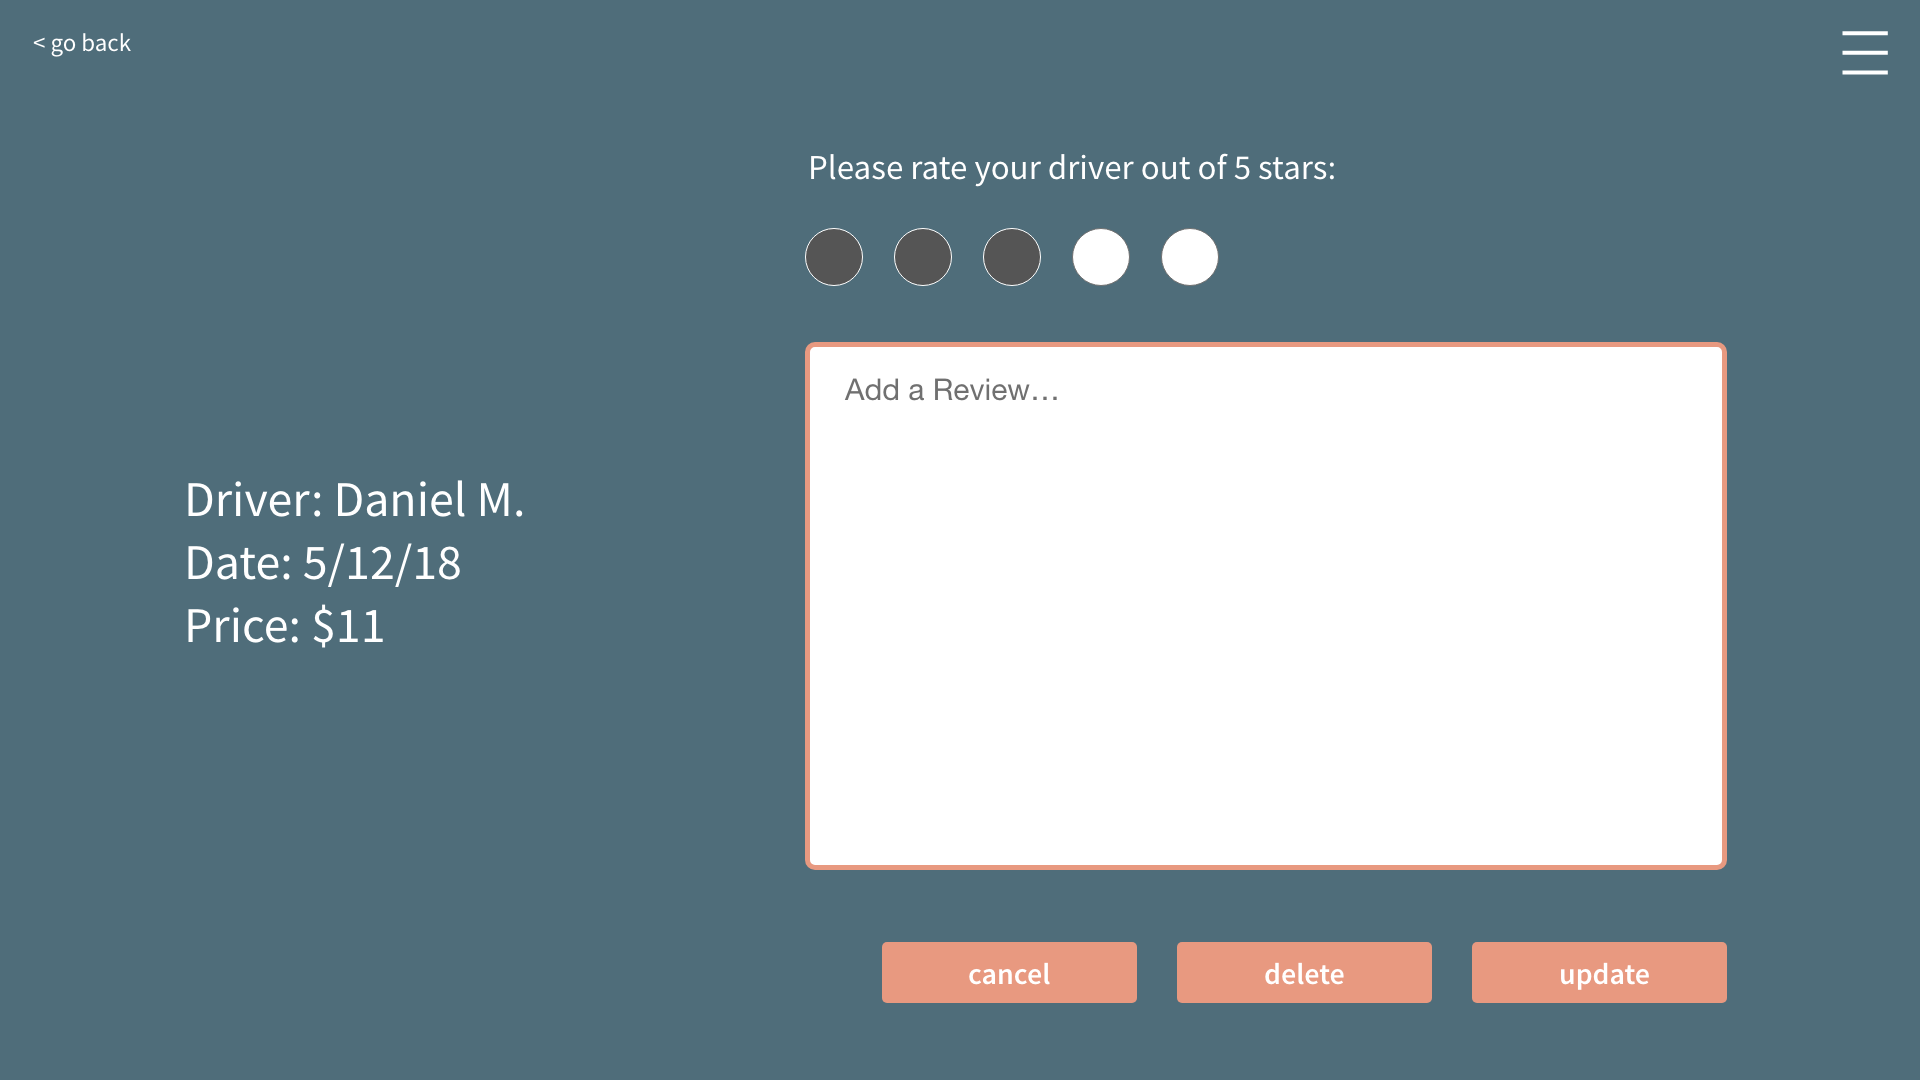 < go back
Please rate your driver out of 5 stars:
Add a Review...
Driver: Daniel M.
Date: 5/12/18
Price: $11
cancel
delete
update